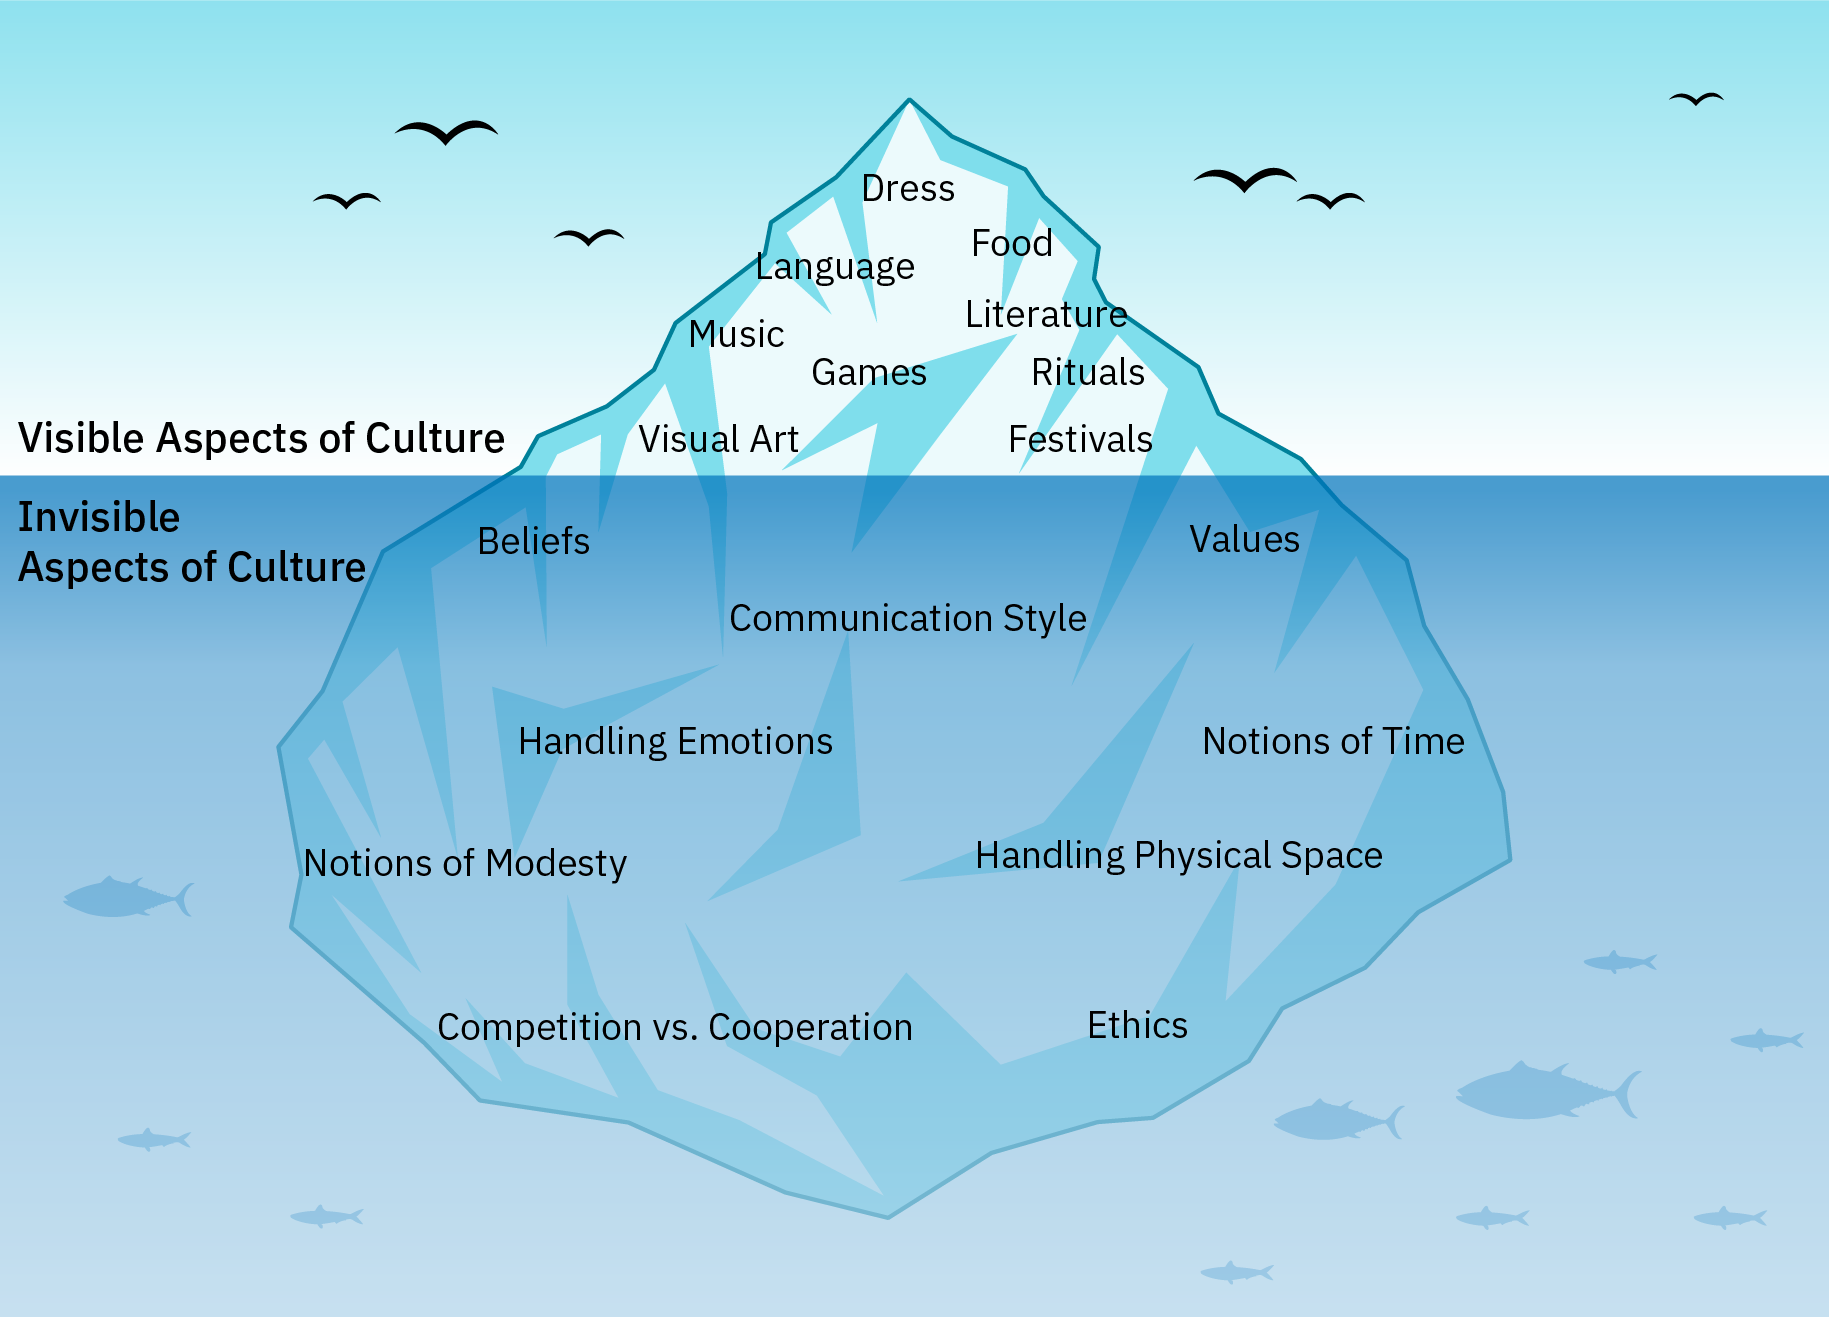 Dress
Food
Language
Literature
Music
Games
Rituals
Visible Aspects of Culture
Visual Art
Festivals
Invisible
Aspects of Culture
Beliefs
Values
Communication Style
Handling Emotions
Notions of Time
Notions of Modesty
Handling Physical Space
Competition vs. Cooperation
Ethics